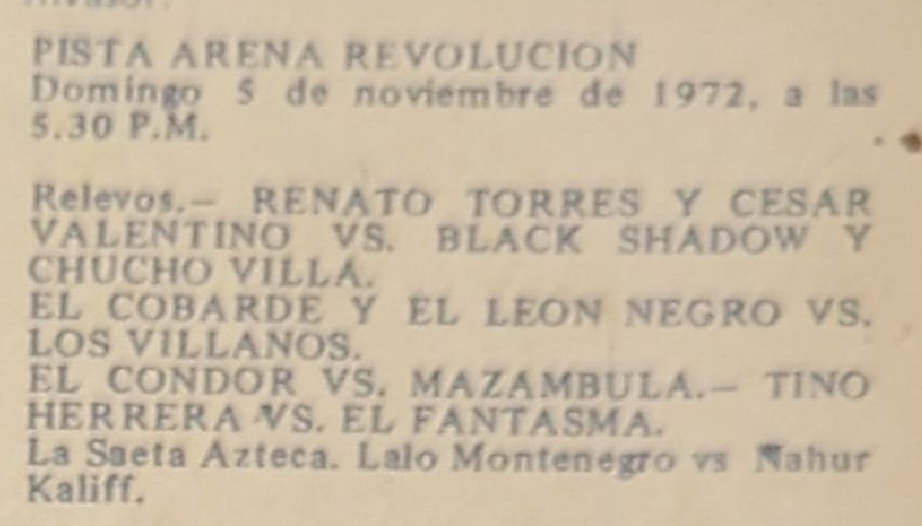 PISTA ARENA REVOLUCION
Domingo 5 de noviembre de 1972, a las
5.30 P.M.
Relevos.— RENATO TORRES Y CESAR
VALENTINO VS. BLACK SHADOW Y
CHUCHO VILLA.
EL COBARDE Y EL LEON NEGRO VS.
LOS VILLANOS.
EL CONDOR VS. MAZAMBULA.— TINO
HERRERA VS. EL FANTASMA.
La Saeta Azteca. Lalo Montenegro vs Nahur
Kaliff.